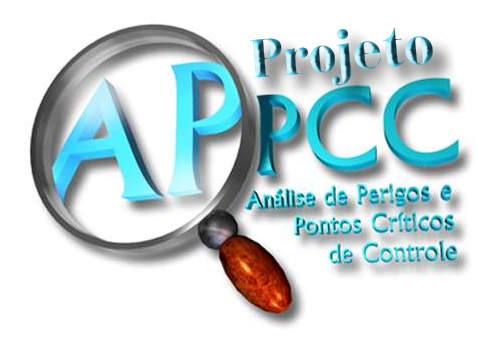 Projeto
APPCC
Análise de Perigos e
Pontos Críticos
de Controle